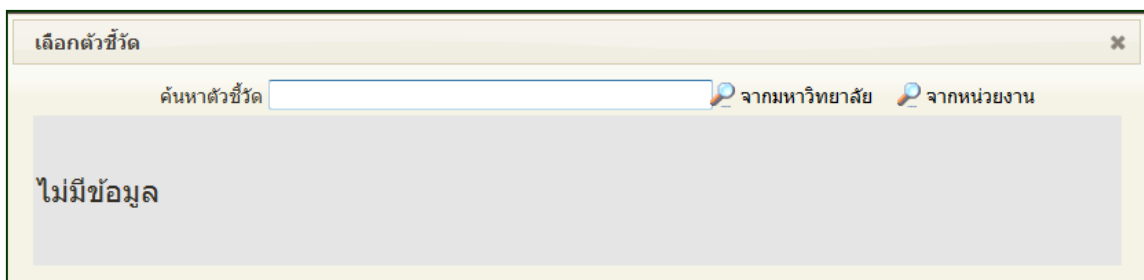 เลือกตัวชี้วัด
ค้นหาตัวชี้วัด จากมหาวิทยาลัย จากหน่วยงาน
ไม่มีข้อมูล